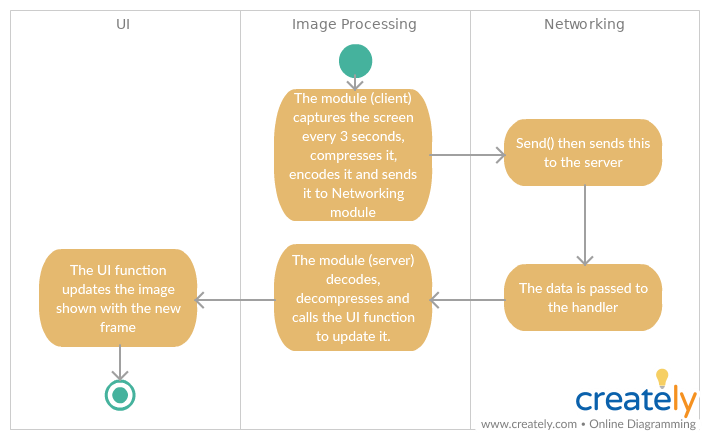 UI
Image Processing
Networking
The module (client)
captures the screen
every 3 seconds,
compresses it,
encodes it and sends
it to Networking
module
Send() then sends this
to the server
The UI function
updates the image
shown with the new
frame
The module (server)
decodes,
decompresses and
calls the UI function
to update it.
The data is passed to
the handler
creately
www.creately.com • Online Diagramming